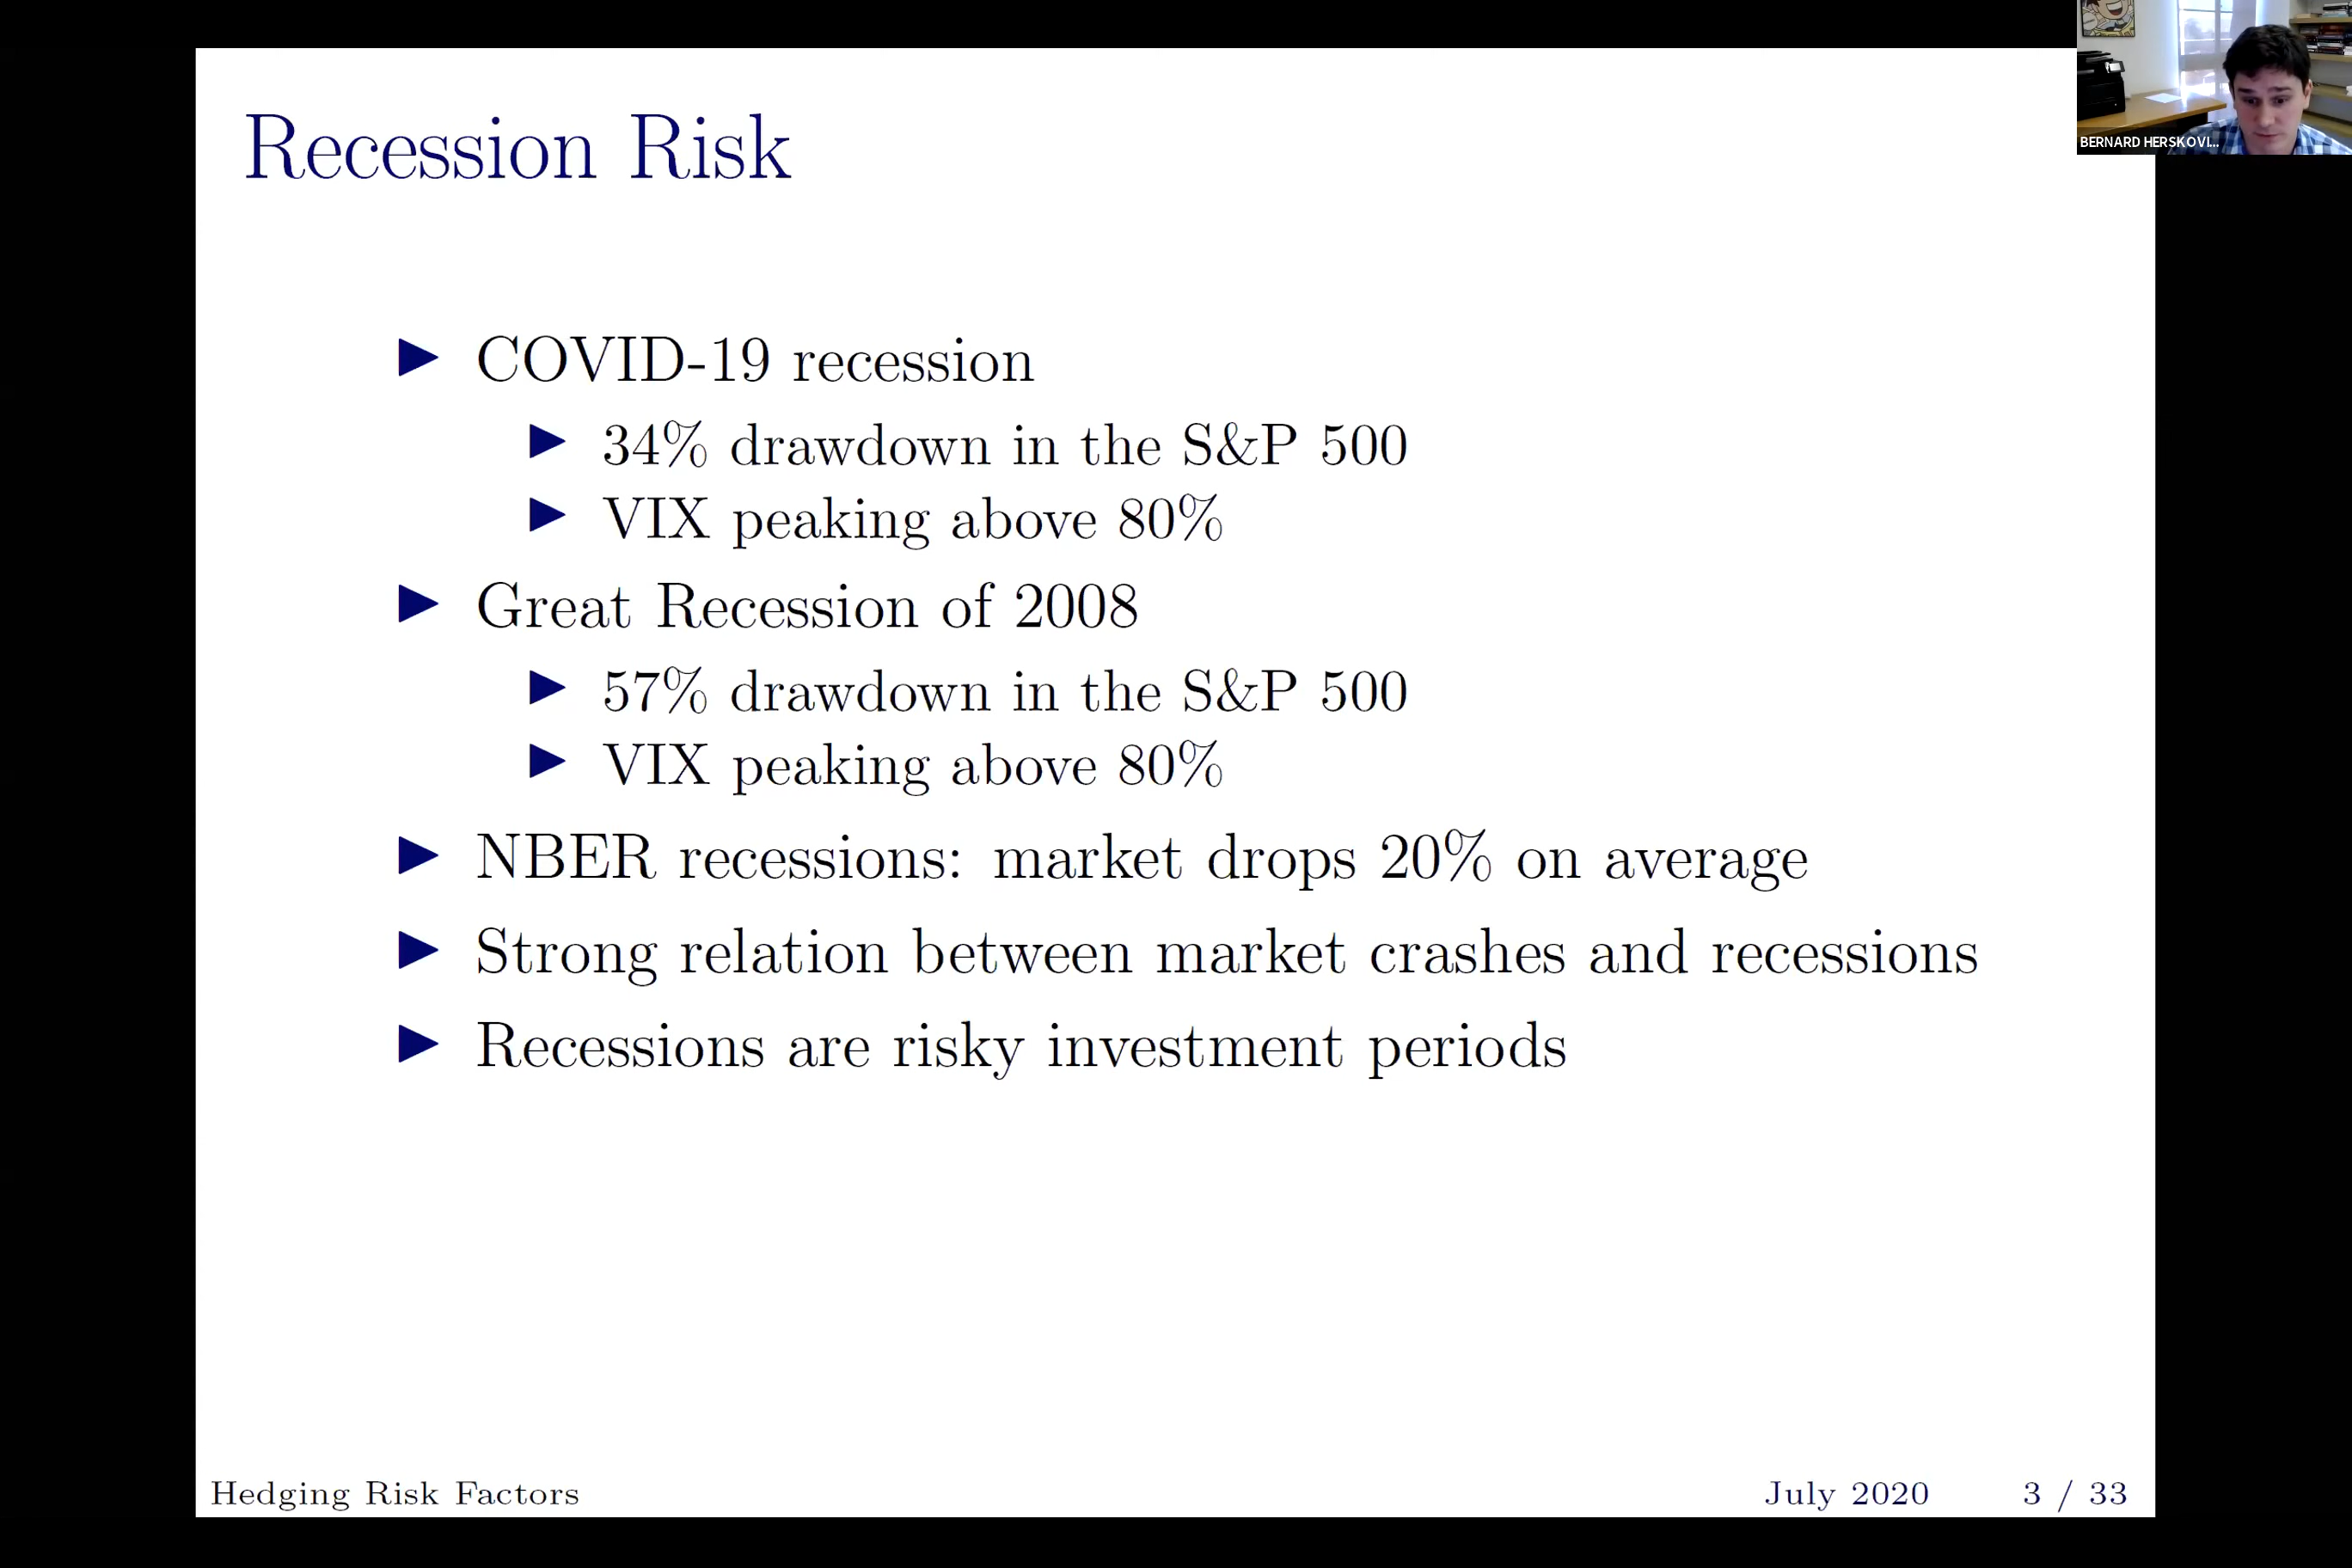 Recession Risk
COVID-19 recession
34% drawdown in the S&P 500
VIX peaking above 80%
Great Recession of 2008
57% drawdown in the S&P 500
VIX peaking above 80%
NBER recessions: market drops 20% on average
Strong relation between market crashes and recessions
Recessions are risky investment periods
Hedging Risk Factors
July 2020 3 / 33
BERNARD HERSKOVI...